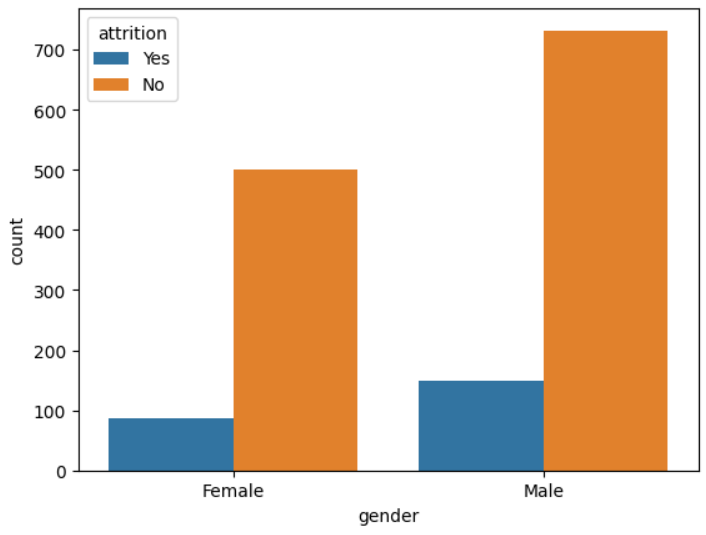 attrition
Yes
No
700
600
500
400
300
200
100
0
count
Female
Male
gender